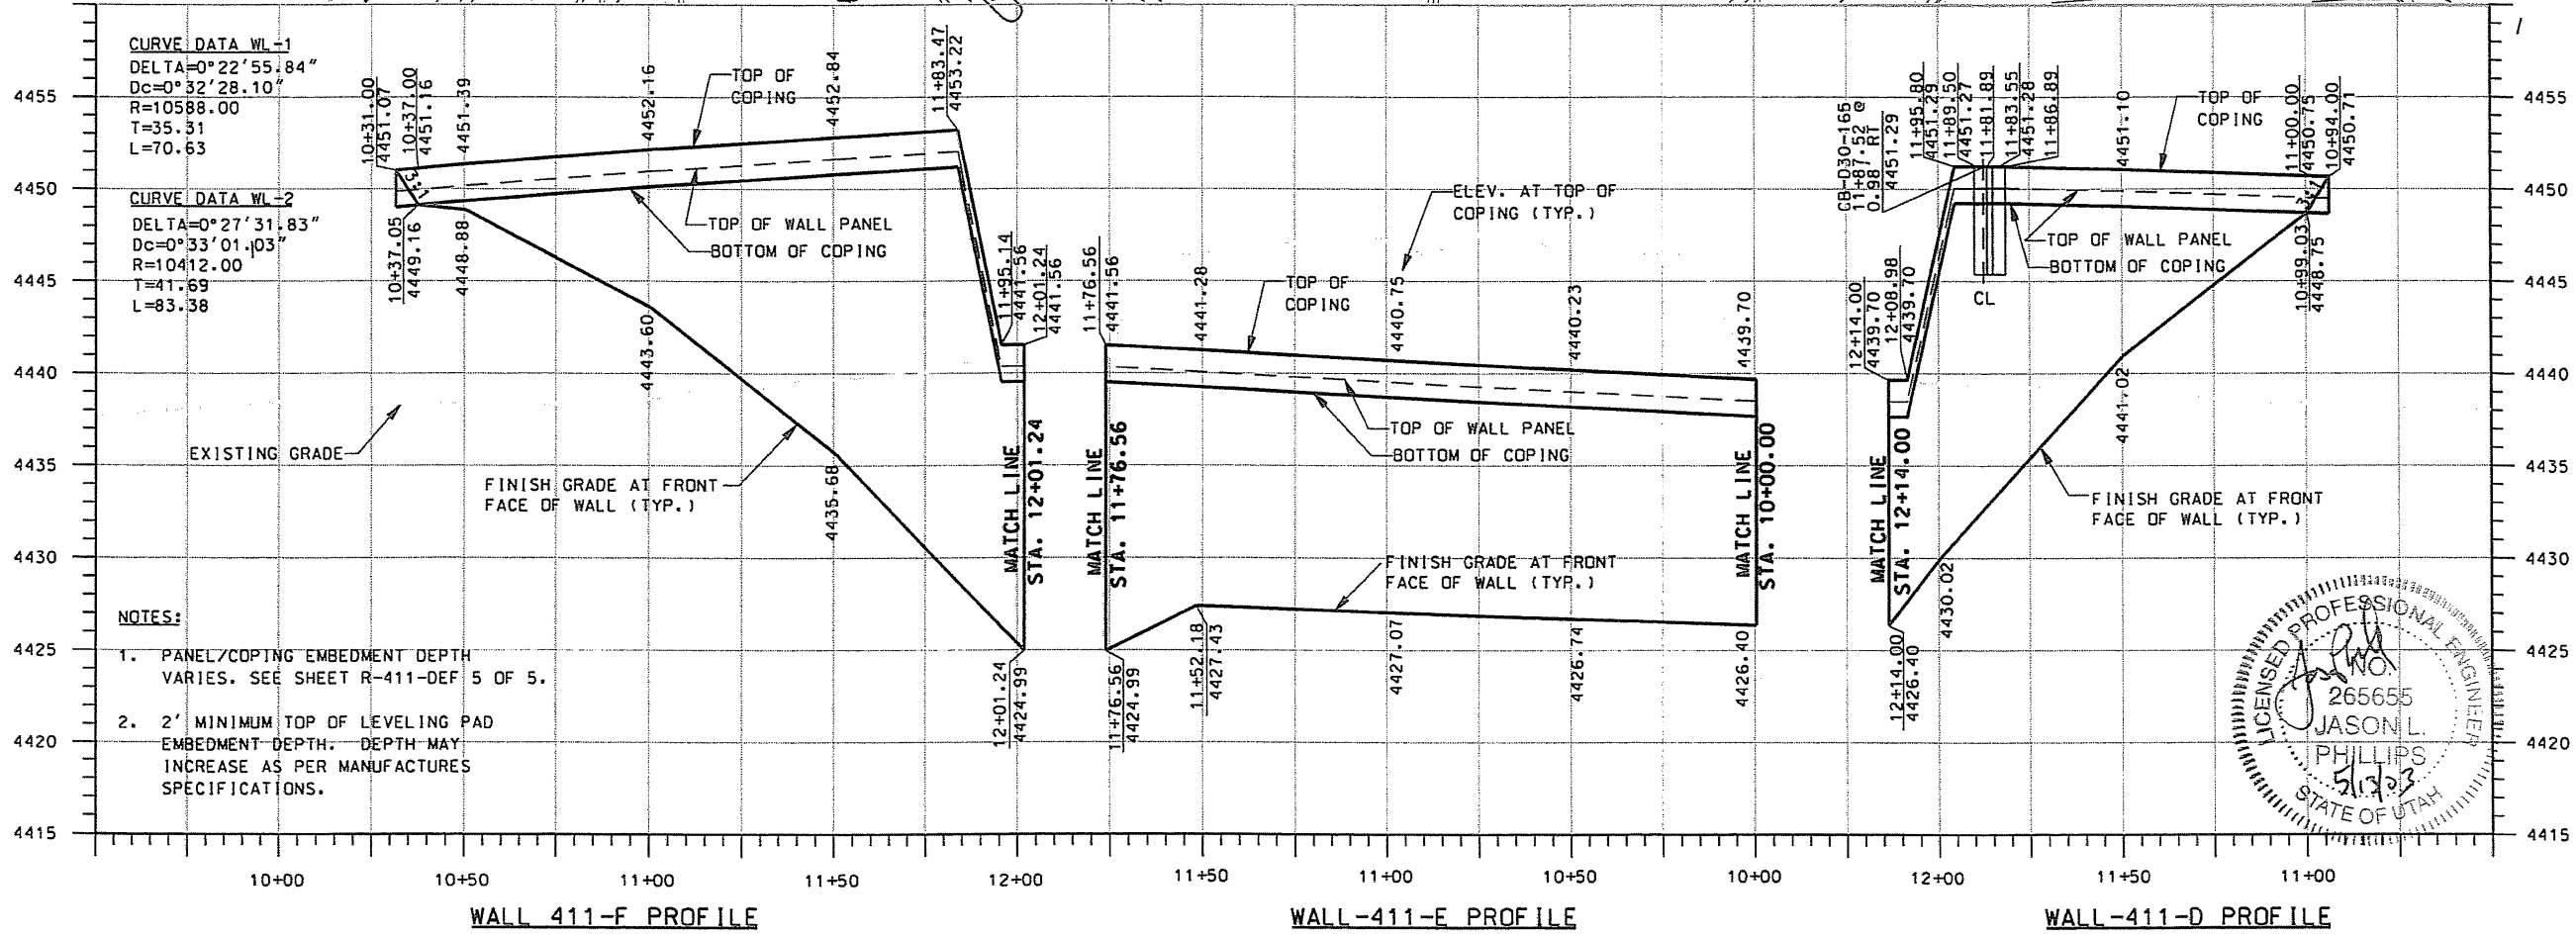 CURVE DATA WL-1
DELTA=0°22'55.84"
Dc=0°32'28.10"
R=10588.00
T=35.31
L=70.63
CURVE DATA WL-2
DELTA=0°27'31.83"
Dc=0°33'01.03"
R=10412.00
T=41.69
L=83.38
4455
4450
4445
4440
4435
4430
4425
4420
4415
10+31.00
4451.07
10+37.00
4451.16
4451.39
4452.16
4452.84
11+83.47
4453.22
TOP OF
COPING
3:1
TOP OF WALL PANEL
BOTTOM OF COPING
10+37.05
4449.16
4448.88
4443.60
4435.68
11+95.14
4441.56
12+01.24
4441.56
EXISTING GRADE
FINISH GRADE AT FRONT
FACE OF WALL (TYP.)
MATCH LINE
STA. 12+01.24
12+01.24
4424.99
NOTES:
1. PANEL/COPING EMBEDMENT DEPTH
VARIES. SEE SHEET R-411-DEF 5 OF 5.
2. 2' MINIMUM TOP OF LEVELING PAD
EMBEDMENT DEPTH. DEPTH MAY
INCREASE AS PER MANUFACTURES
SPECIFICATIONS.
11+76.56
4441.56
4441.28
4440.75
4440.23
4439.70
ELEV. AT TOP OF
COPING (TYP.)
TOP OF
COPING
TOP OF WALL PANEL
BOTTOM OF COPING
MATCH LINE
STA. 11+76.56
MATCH LINE
STA. 10+00.00
FINISH GRADE AT FRONT
FACE OF WALL (TYP.)
11+76.56
4424.99
11+52.18
4427.43
4427.07
4426.74
4426.40
GB-D30-165
11+87.52 @
0.98 RT
4451.29
11+95.80
4451.29
11+89.50
4451.27
11+81.89
11+83.55
4451.28
11+86.89
4451.10
TOP OF
COPING
11+00.00
4450.75
10+94.00
4450.71
TOP OF WALL PANEL
BOTTOM OF COPING
CL
12+14.00
4439.70
12+08.98
4439.70
10+99.03
4448.75
4441.02
MATCH LINE
STA. 12+14.00
FINISH GRADE AT FRONT
FACE OF WALL (TYP.)
4430.02
12+14.00
4426.40
4455
4450
4445
4440
4435
4430
4425
4420
4415
LICENSED PROFESSIONAL ENGINEER
NO.
265655
JASON L.
PHILLIPS
5/13/03
STATE OF UTAH
10+00
10+50
11+00
11+50
12+00
11+50
11+00
10+50
10+00
12+00
11+50
11+00
WALL 411-F PROFILE
WALL-411-E PROFILE
WALL-411-D PROFILE